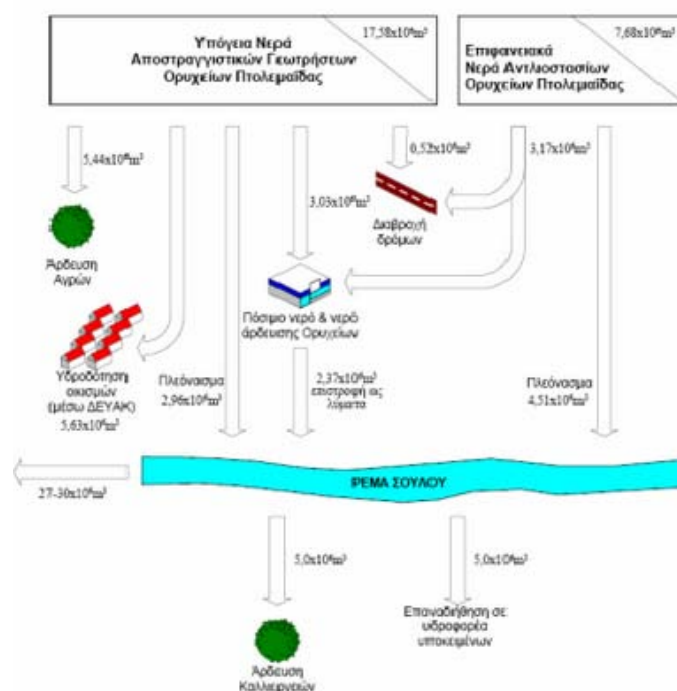 17,58x10⁶m³
Υπόγεια Νερά
Αποστραγγιστικών Γεωτρήσεων
Ορυχείων Πτολεμαΐδας
7,68x10⁶m³
Επιφανειακά
Νερά Αντλιοστασίων
Ορυχείων Πτολεμαΐδας
5,44x10⁶m³
0,52x10⁶m³
3,17x10⁶m³
3,03x10⁶m³
Διαβροχή
δρόμων
Άρδευση
Αγρών
Πόσιμο νερό & νερό
άρδευσης Ορυχείων
Υδροδότηση
οικισμών
(μέσω ΔΕΥΑΚ)
5,63x10⁶m³
Πλεόνασμα
2,96x10⁶m³
2,37x10⁶m³
επιστροφή ως
λύματα
Πλεόνασμα
4,51x10⁶m³
ΡΕΜΑ ΣΟΥΛΟΥ
27-30x10⁶m³
5,0x10⁶m³
5,0x10⁶m³
Επαναδιήθηση σε
υδροφορέα
υποκειμένων
Άρδευση
Καλλιεργειών